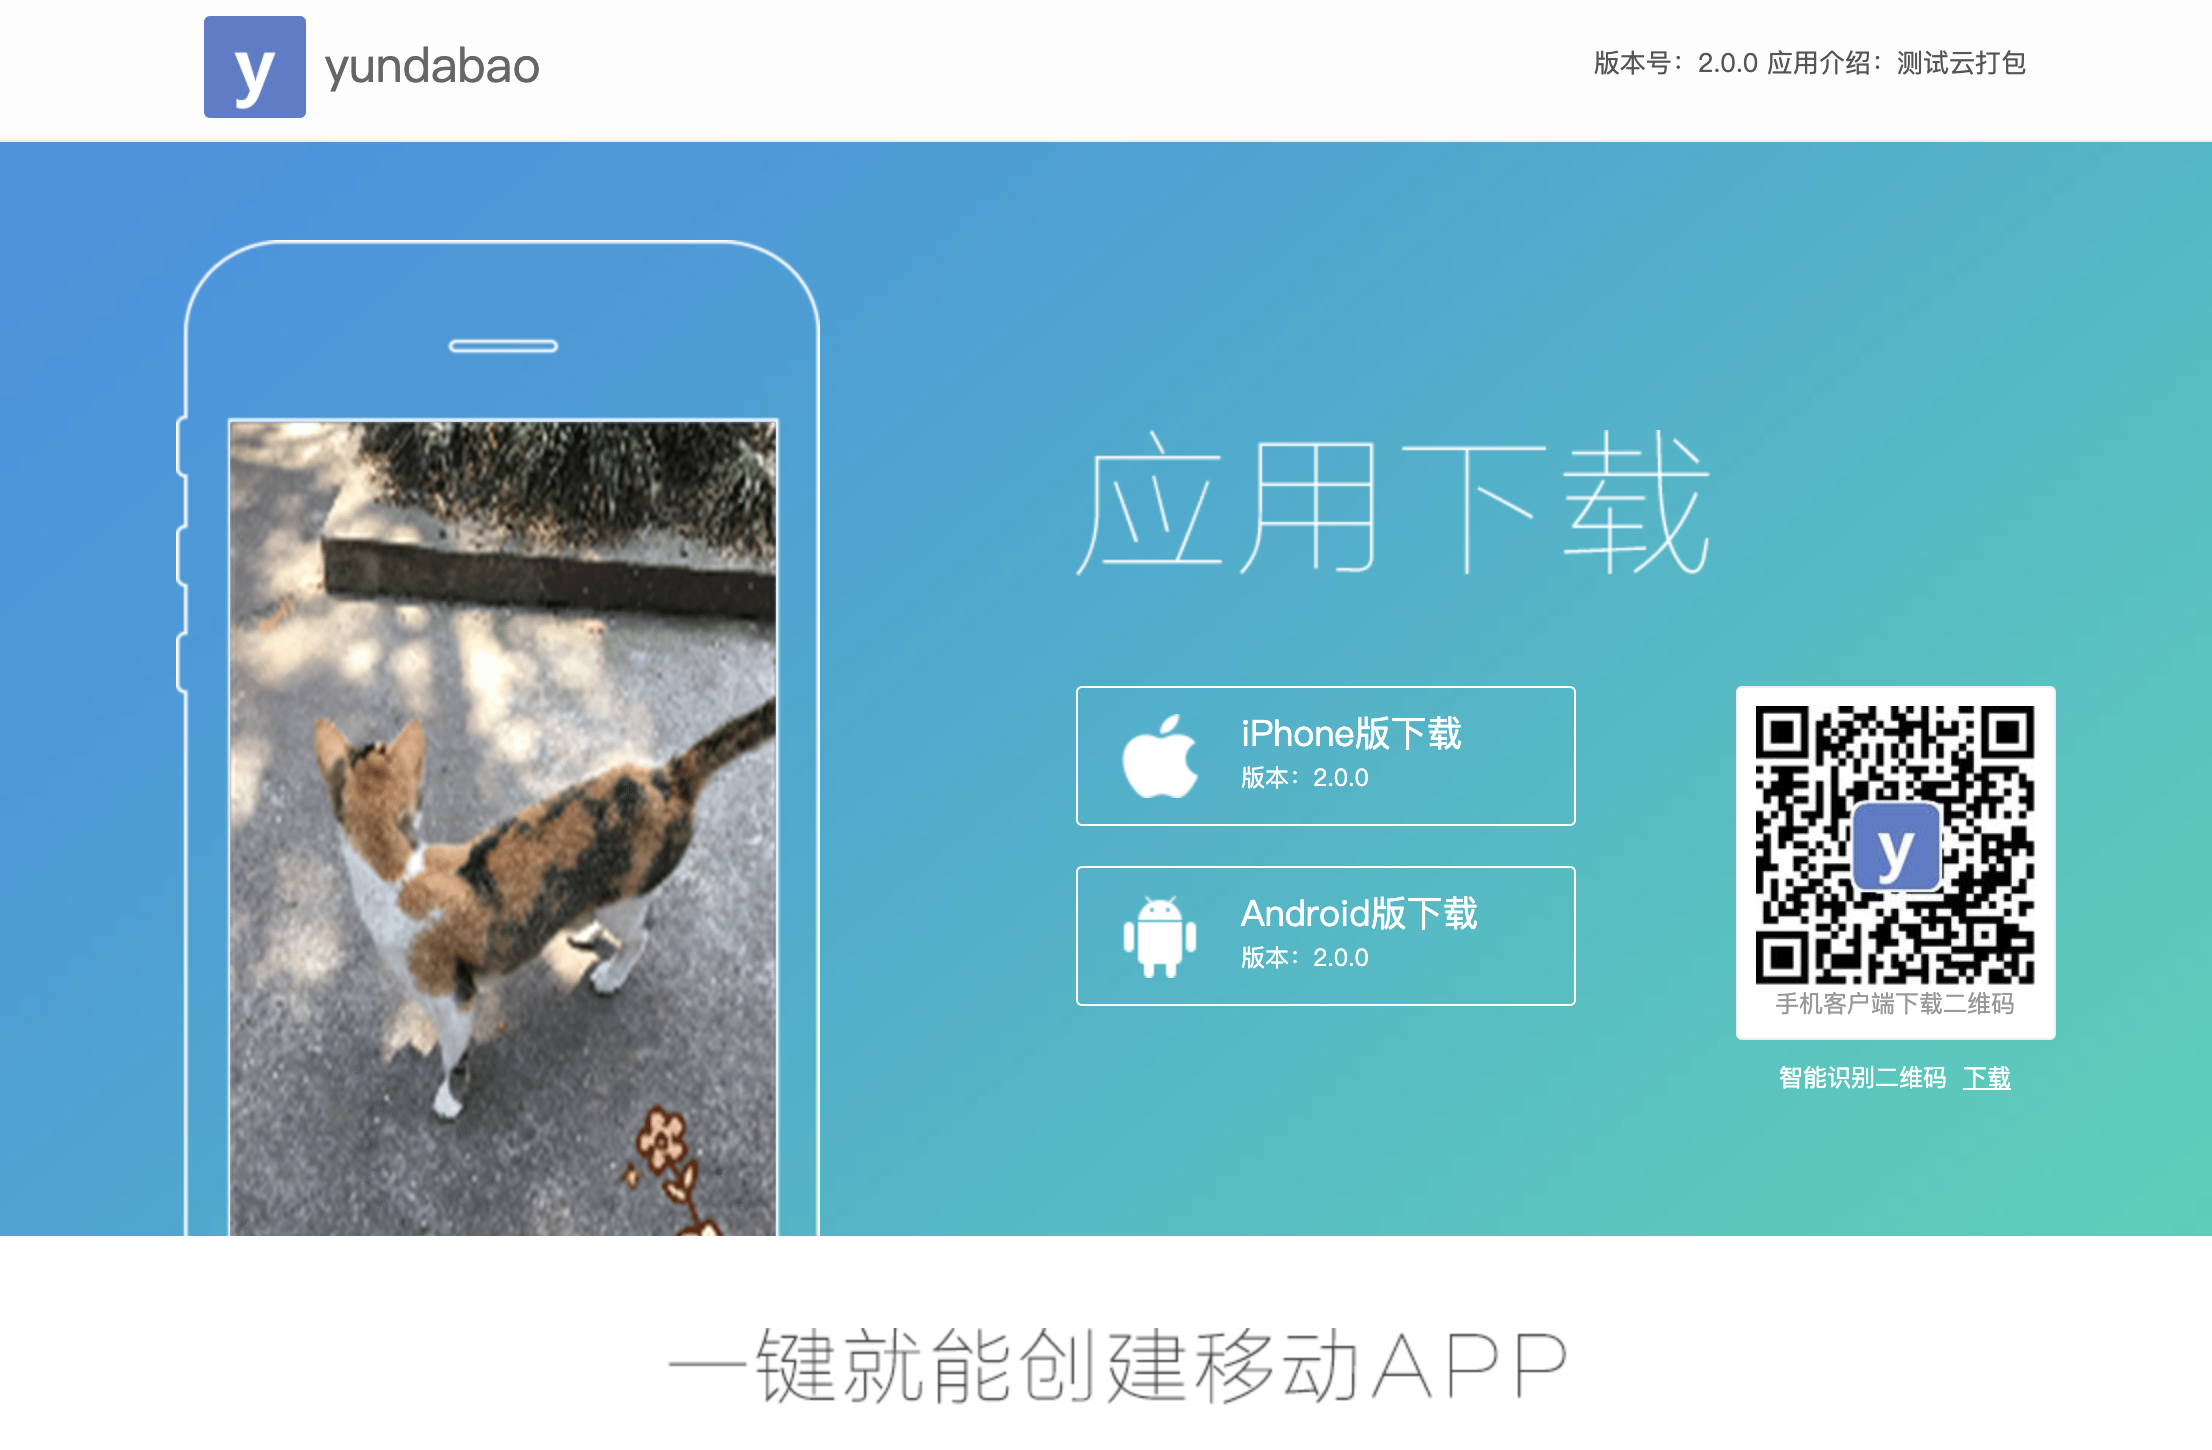 y
yundabao
版本号：2.0.0 应用介绍：测试云打包
应用下载
iPhone版下载
版本：2.0.0
Android版下载
版本：2.0.0
y
手机客户端下载二维码
智能识别二维码 下载
一键就能创建移动APP